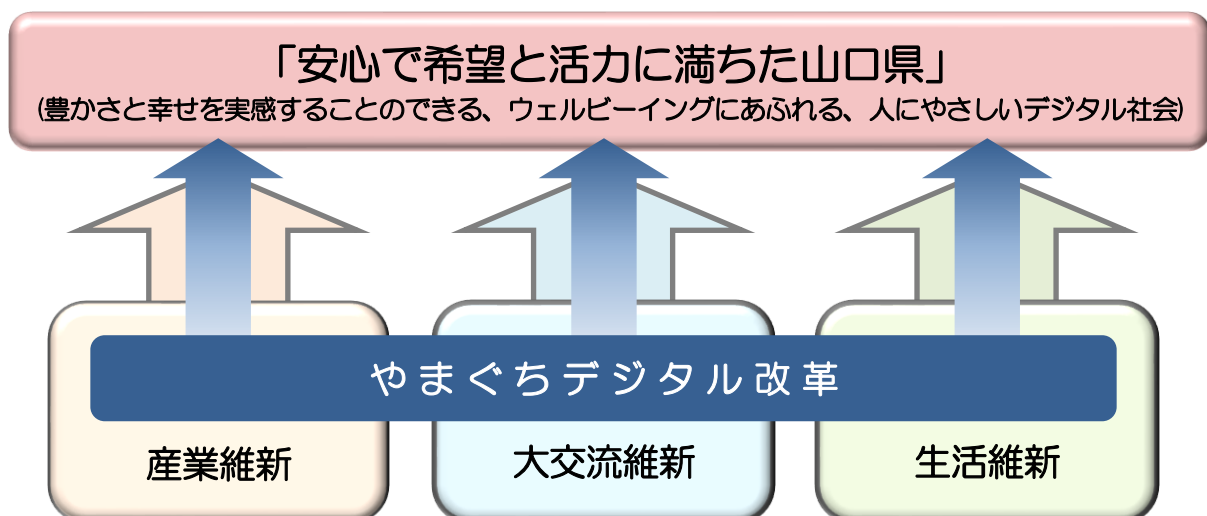 「安心で希望と活力に満ちた山口県」
(豊かさと幸せを実感することのできる、ウェルビーイングにあふれる、人にやさしいデジタル社会)
やまぐちデジタル改革
産業維新
大交流維新
生活維新